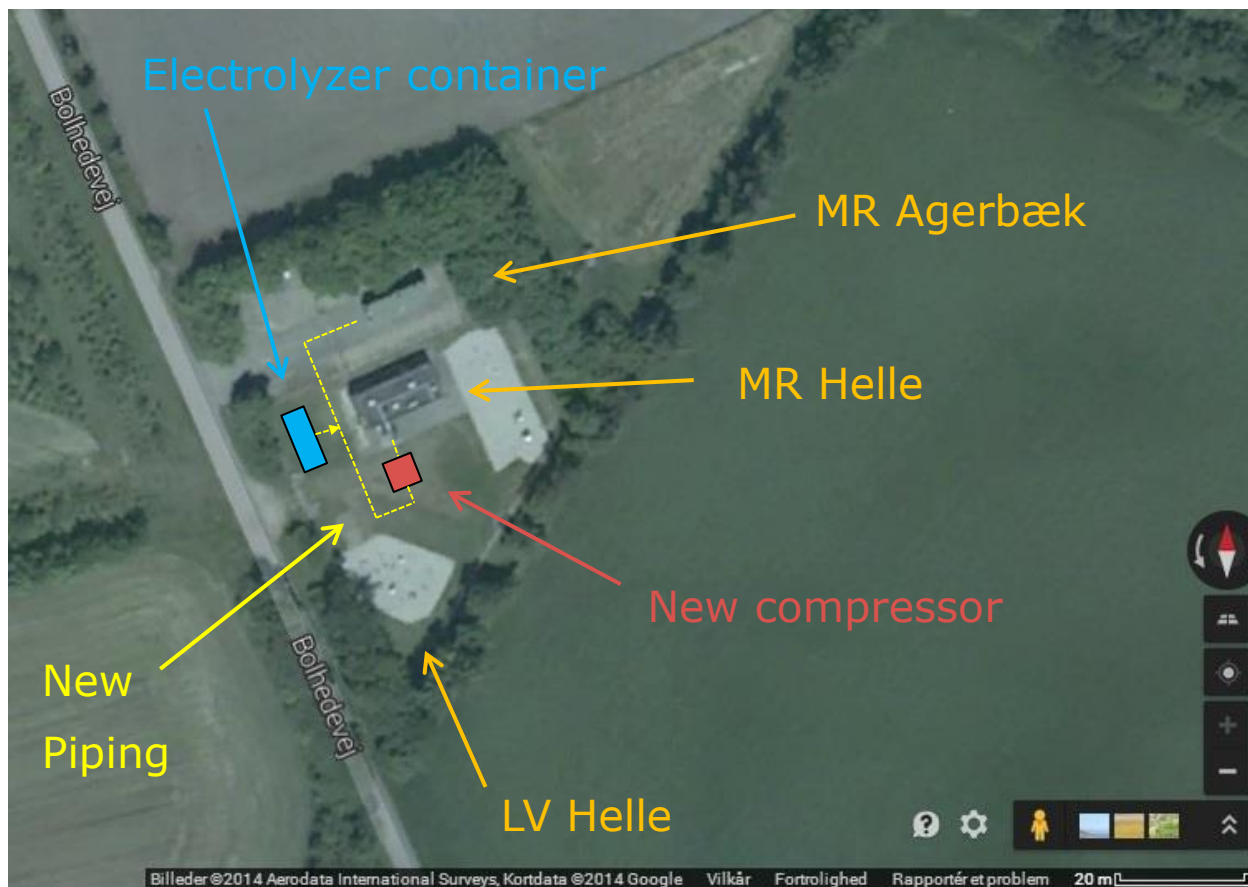 Electrolyzer container
Bolhedevej
MR Agerbæk
MR Helle
New compressor
New
Piping
Bolhedevej
LV Helle
Billeder ©2014 Aerodata International Surveys, Kortdata ©2014 Google Vilkår Fortrolighed Rapportér et problem 20 m